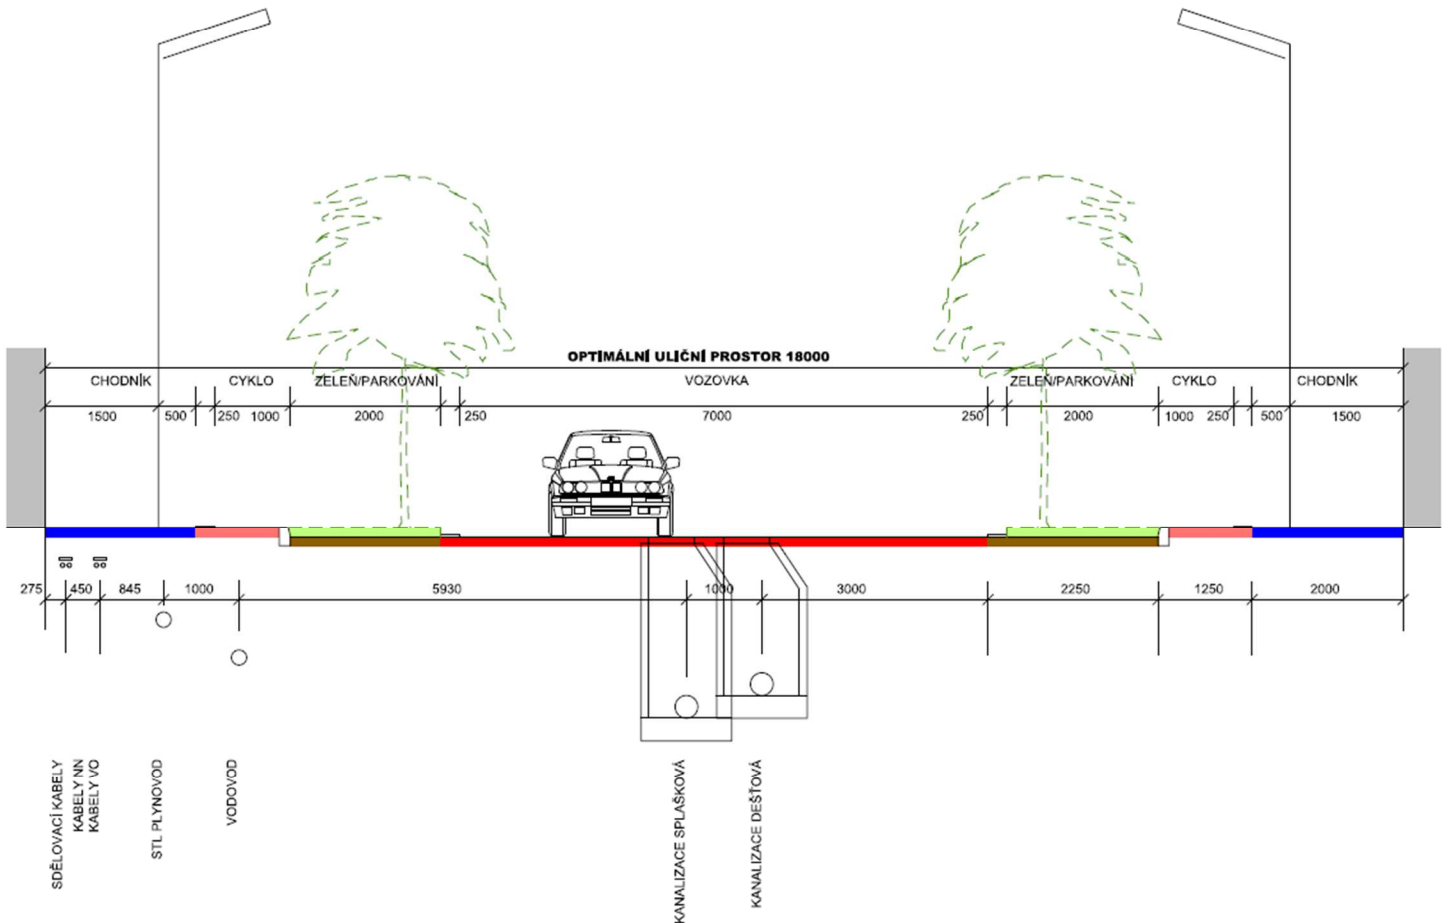 OPTIMÁLNÍ ULIČNÍ PROSTOR 18000
CHODNÍK CYKLO ZELEŇ/PARKOVÁNÍ VOZOVKA ZELEŇ/PARKOVÁNÍ CYKLO CHODNÍK
1500 500 250 1000 2000 250 7000 250 2000 1000 250 500 1500
275 450 845 1000 5930 1000 3000 2250 1250 2000
SDĚLOVACÍ KABELY
KABELY NN
KABELY VO
STL PLYNOVOD
VODOVOD
KANALIZACE SPLAŠKOVÁ
KANALIZACE DEŠŤOVÁ